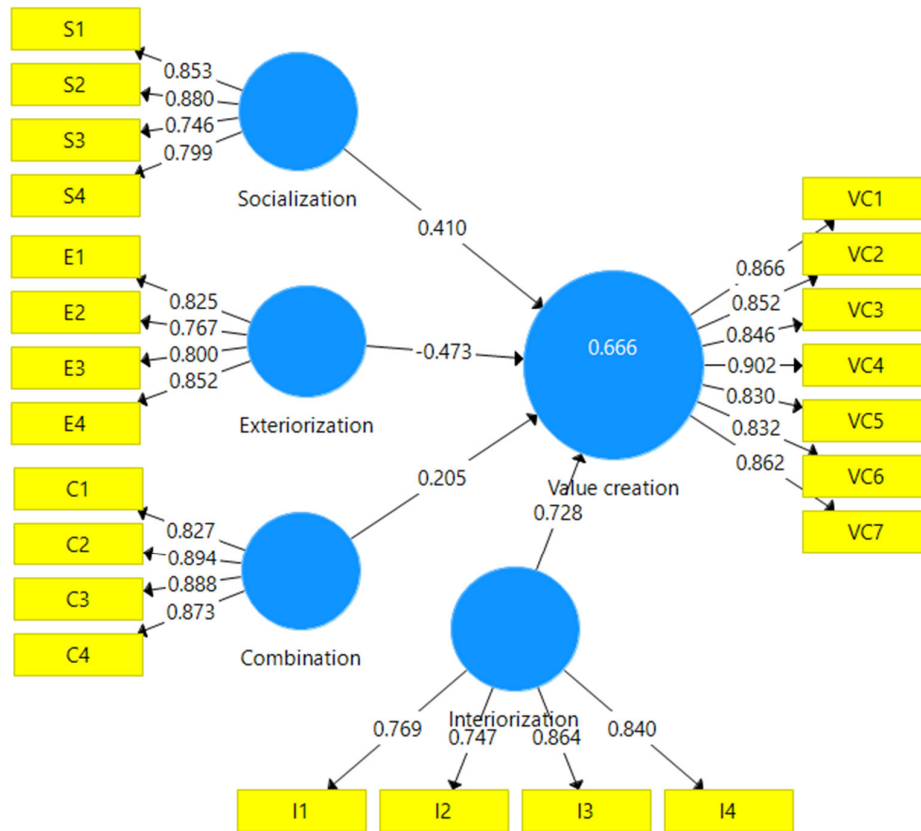 S1
S2
S3
S4
0.853
0.880
0.746
0.799
Socialization
0.410
E1
E2
E3
E4
0.825
0.767
0.800
0.852
Exteriorization
-0.473
C1
C2
C3
C4
0.827
0.894
0.888
0.873
Combination
0.205
0.666
Value creation
0.728
VC1
VC2
VC3
VC4
VC5
VC6
VC7
0.866
0.852
0.846
0.902
0.830
0.832
0.862
Interiorization
0.769
0.747
0.864
0.840
I1
I2
I3
I4